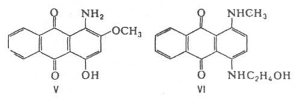 O NH₂
OCH₃
O OH
V
O NHCH₃
O NHC₂H₄OH
VI